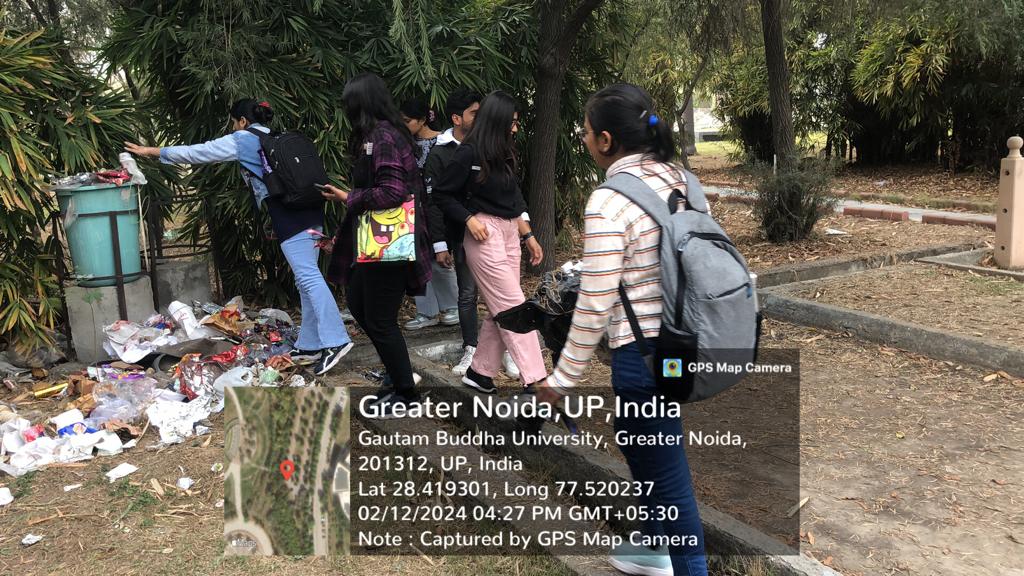 GPS Map Camera
Greater Noida,UP,India
Gautam Buddha University, Greater Noida,
201312, UP, India
Lat 28.419301, Long 77.520237
02/12/2024 04:27 PM GMT+05:30
Note : Captured by GPS Map Camera